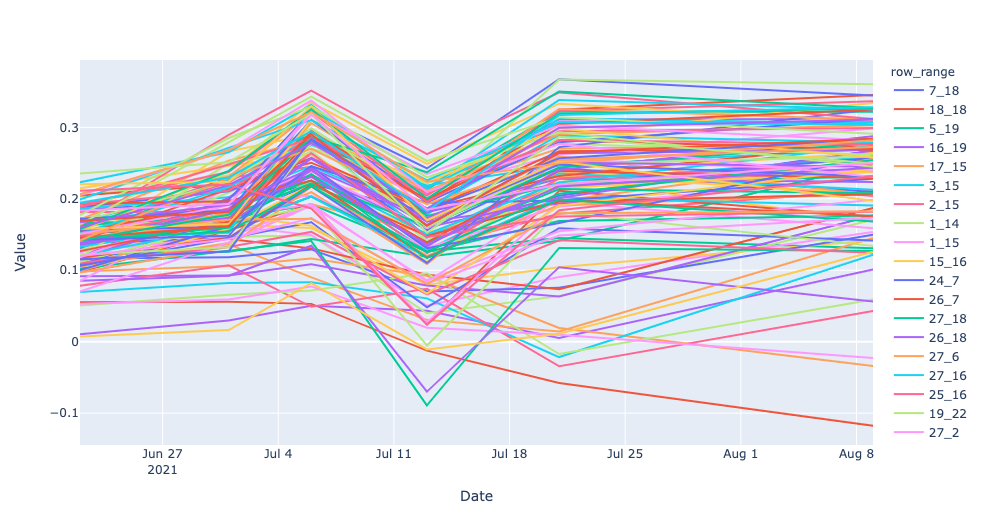 row_range
7_18
18_18
5_19
16_19
17_15
3_15
2_15
1_14
1_15
15_16
24_7
26_7
27_18
26_18
27_6
27_16
25_16
19_22
27_2
0.3
0.2
0.1
0
−0.1
Value
Jun 27
2021
Jul 4
Jul 11
Jul 18
Jul 25
Aug 1
Aug 8
Date